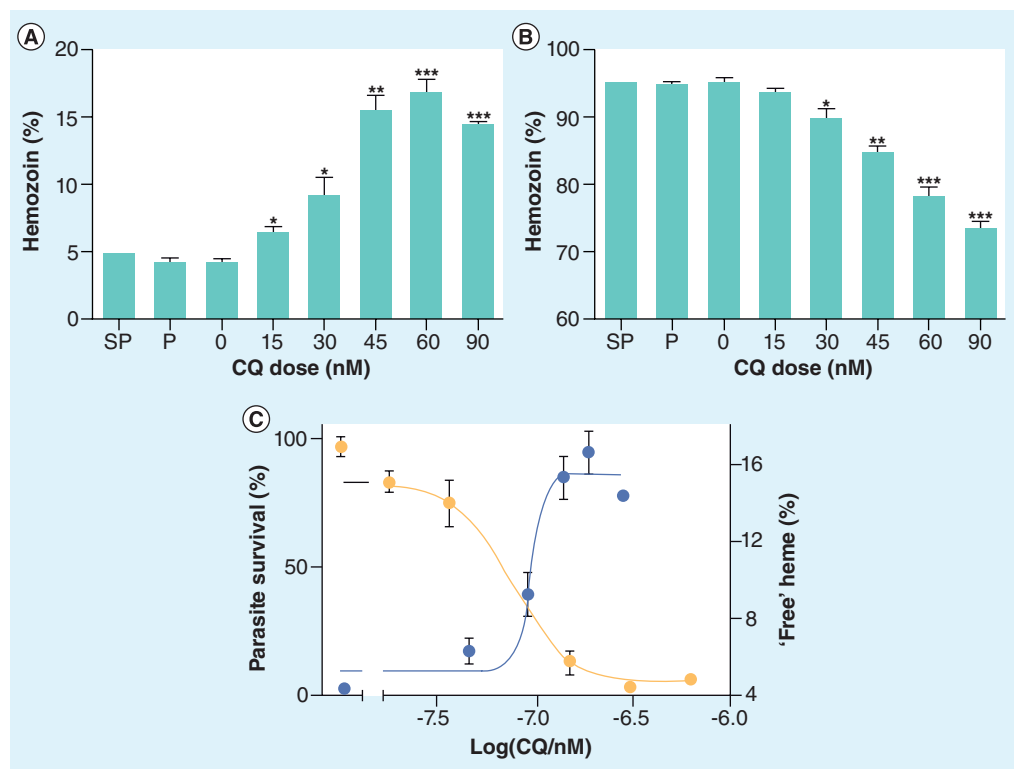 A
20
15
10
5
0
Hemozoin (%)
*
*
**
***
***
SP P 0 15 30 45 60 90
CQ dose (nM)
B
100
90
80
70
60
Hemozoin (%)
*
**
***
***
SP P 0 15 30 45 60 90
CQ dose (nM)
C
100
50
0
Parasite survival (%)
16
12
8
4
'Free' heme (%)
-7.5 -7.0 -6.5 -6.0
Log(CQ/nM)